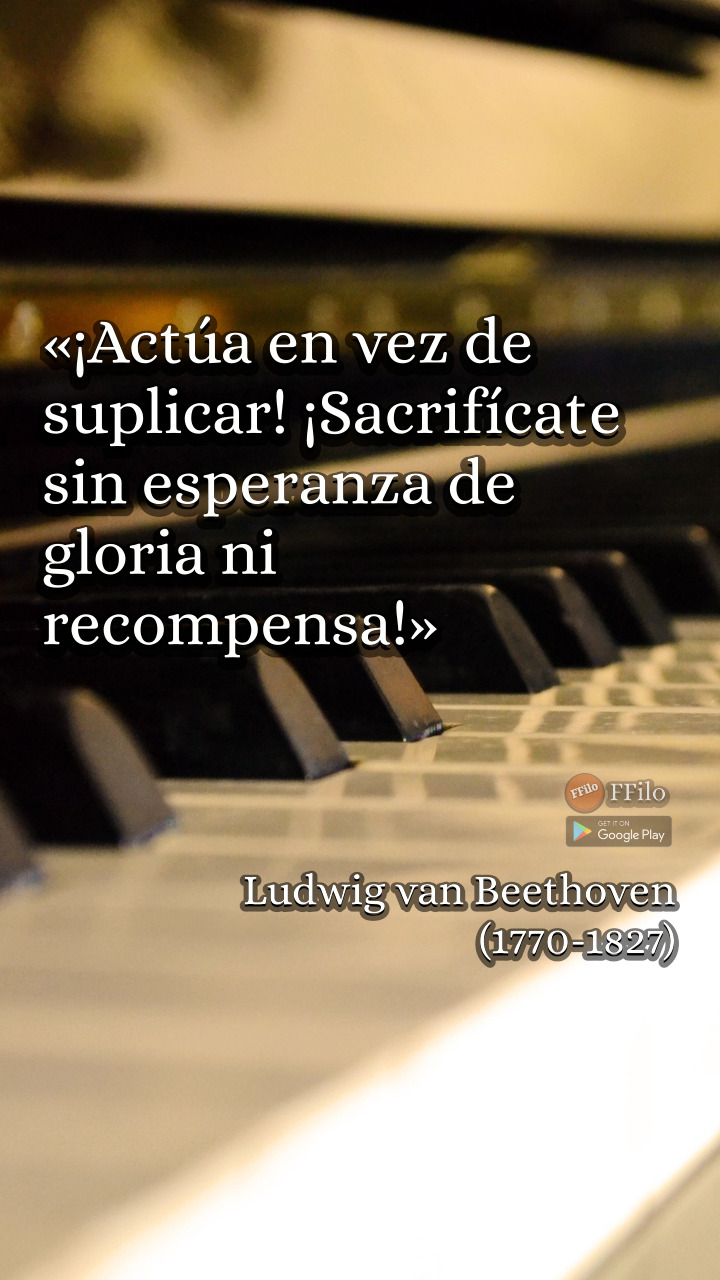 «¡Actúa en vez de
suplicar! ¡Sacrifícate
sin esperanza de
gloria ni
recompensa!»
FFilo FFilo
GET IT ON
Google Play
Ludwig van Beethoven
(1770-1827)